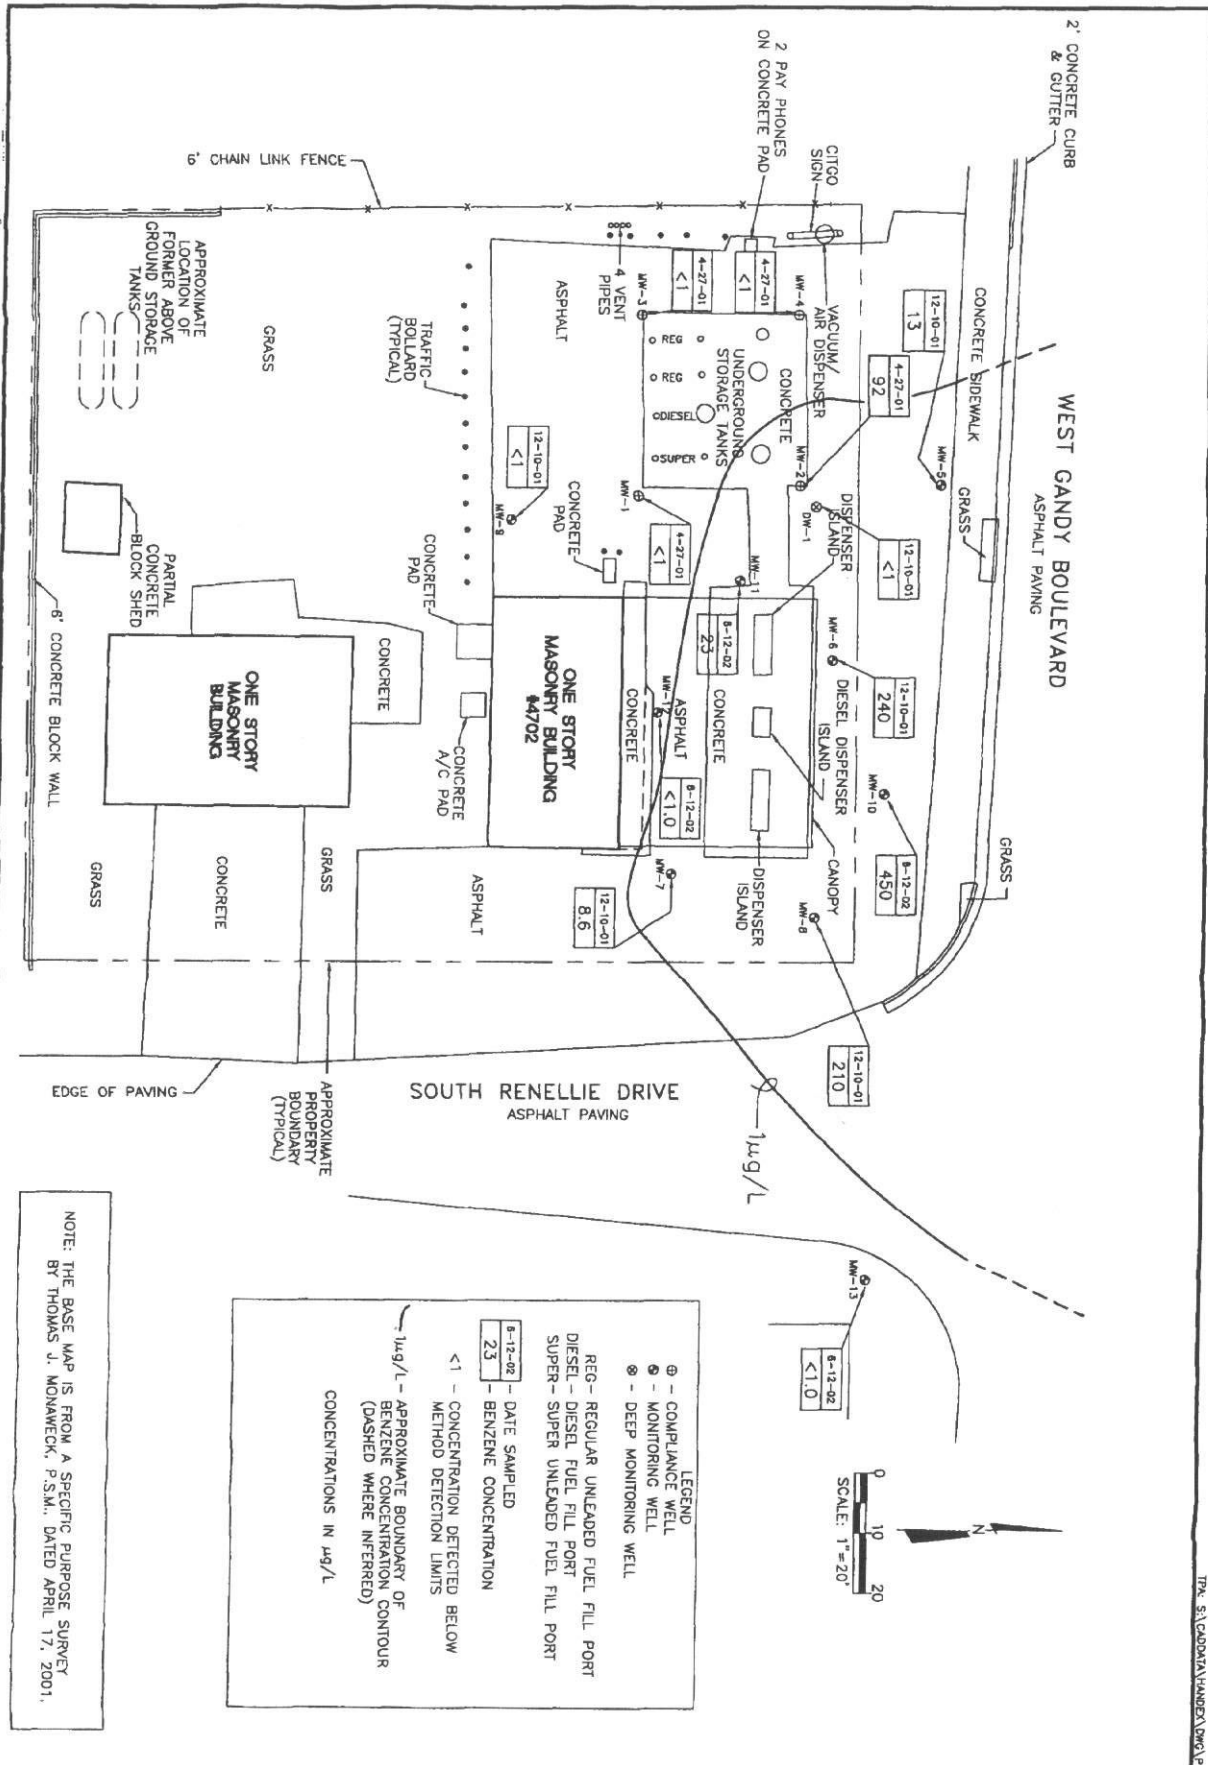 TPA: S:\CADDATA\HANDEX\DWG\P
2' CONCRETE CURB
& GUTTER
WEST GANDY BOULEVARD
ASPHALT PAVING
CONCRETE SIDEWALK
GRASS
GRASS
2 PAY PHONES
ON CONCRETE PAD
CITGO
SIGN
VACUUM/
AIR DISPENSER
6' CHAIN LINK FENCE
4 VENT
PIPES
12-10-01
13
MW-5
4-27-01
92
MW-2
4-27-01
<1
MW-4
4-27-01
<1
MW-3
REG
REG
DIESEL
SUPER
UNDERGROUND
STORAGE TANKS
CONCRETE
DW-1
12-10-01
<1
DISPENSER
ISLAND
MW-6
12-10-01
240
DIESEL DISPENSER
ISLAND
MW-10
8-12-02
450
CANOPY
MW-8
12-10-01
210
DISPENSER
ISLAND
MW-11
8-12-02
23
CONCRETE
ASPHALT
MW-12
8-12-02
<1.0
CONCRETE
MW-7
12-10-01
8.6
MW-1
4-27-01
<1
CONCRETE
PAD
MW-9
12-10-01
<1
ASPHALT
TRAFFIC
BOLLARD
(TYPICAL)
CONCRETE
PAD
ONE STORY
MASONRY BUILDING
#4702
CONCRETE
A/C PAD
ASPHALT
GRASS
APPROXIMATE
LOCATION OF
FORMER ABOVE
GROUND STORAGE
TANKS
PARTIAL
CONCRETE
BLOCK SHED
CONCRETE
ONE STORY
MASONRY
BUILDING
6' CONCRETE BLOCK WALL
GRASS
CONCRETE
GRASS
EDGE OF PAVING
APPROXIMATE
PROPERTY
BOUNDARY
(TYPICAL)
SOUTH RENELLIE DRIVE
ASPHALT PAVING
1µg/L
MW-13
8-12-02
<1.0
N
0 10 20
SCALE: 1"=20'
LEGEND
- COMPLIANCE WELL
- MONITORING WELL
- DEEP MONITORING WELL
REG- REGULAR UNLEADED FUEL FILL PORT
DIESEL- DIESEL FUEL FILL PORT
SUPER- SUPER UNLEADED FUEL FILL PORT
8-12-02 - DATE SAMPLED
23 - BENZENE CONCENTRATION
<1 - CONCENTRATION DETECTED BELOW
METHOD DETECTION LIMITS
1µg/L - APPROXIMATE BOUNDARY OF
BENZENE CONCENTRATION CONTOUR
(DASHED WHERE INFERRED)
CONCENTRATIONS IN µg/L
NOTE: THE BASE MAP IS FROM A SPECIFIC PURPOSE SURVEY
BY THOMAS J. MONAWECK, P.S.M., DATED APRIL 17, 2001.